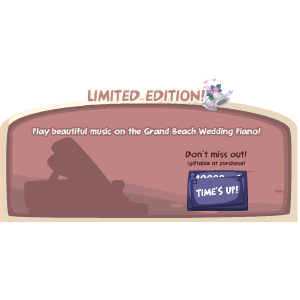 LIMITED EDITION!
Play beautiful music on the Grand Beach Wedding Piano!
Don't miss out!
(giftable at purchase)
TIME'S UP!